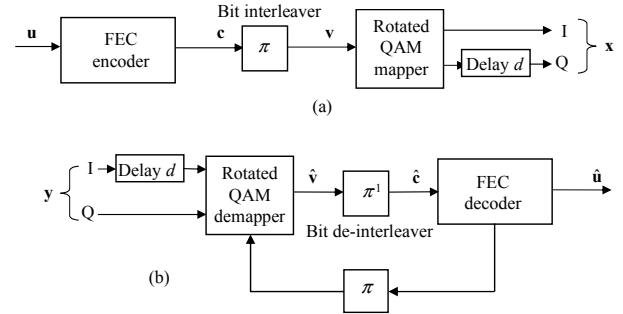 Bit interleaver
u
FEC
encoder
c
π
v
Rotated
QAM
mapper
I
Delay d
Q
x
(a)
y
I
Delay d
Q
Rotated
QAM
demapper
v̂
π¹
ĉ
FEC
decoder
û
Bit de-interleaver
(b)
π